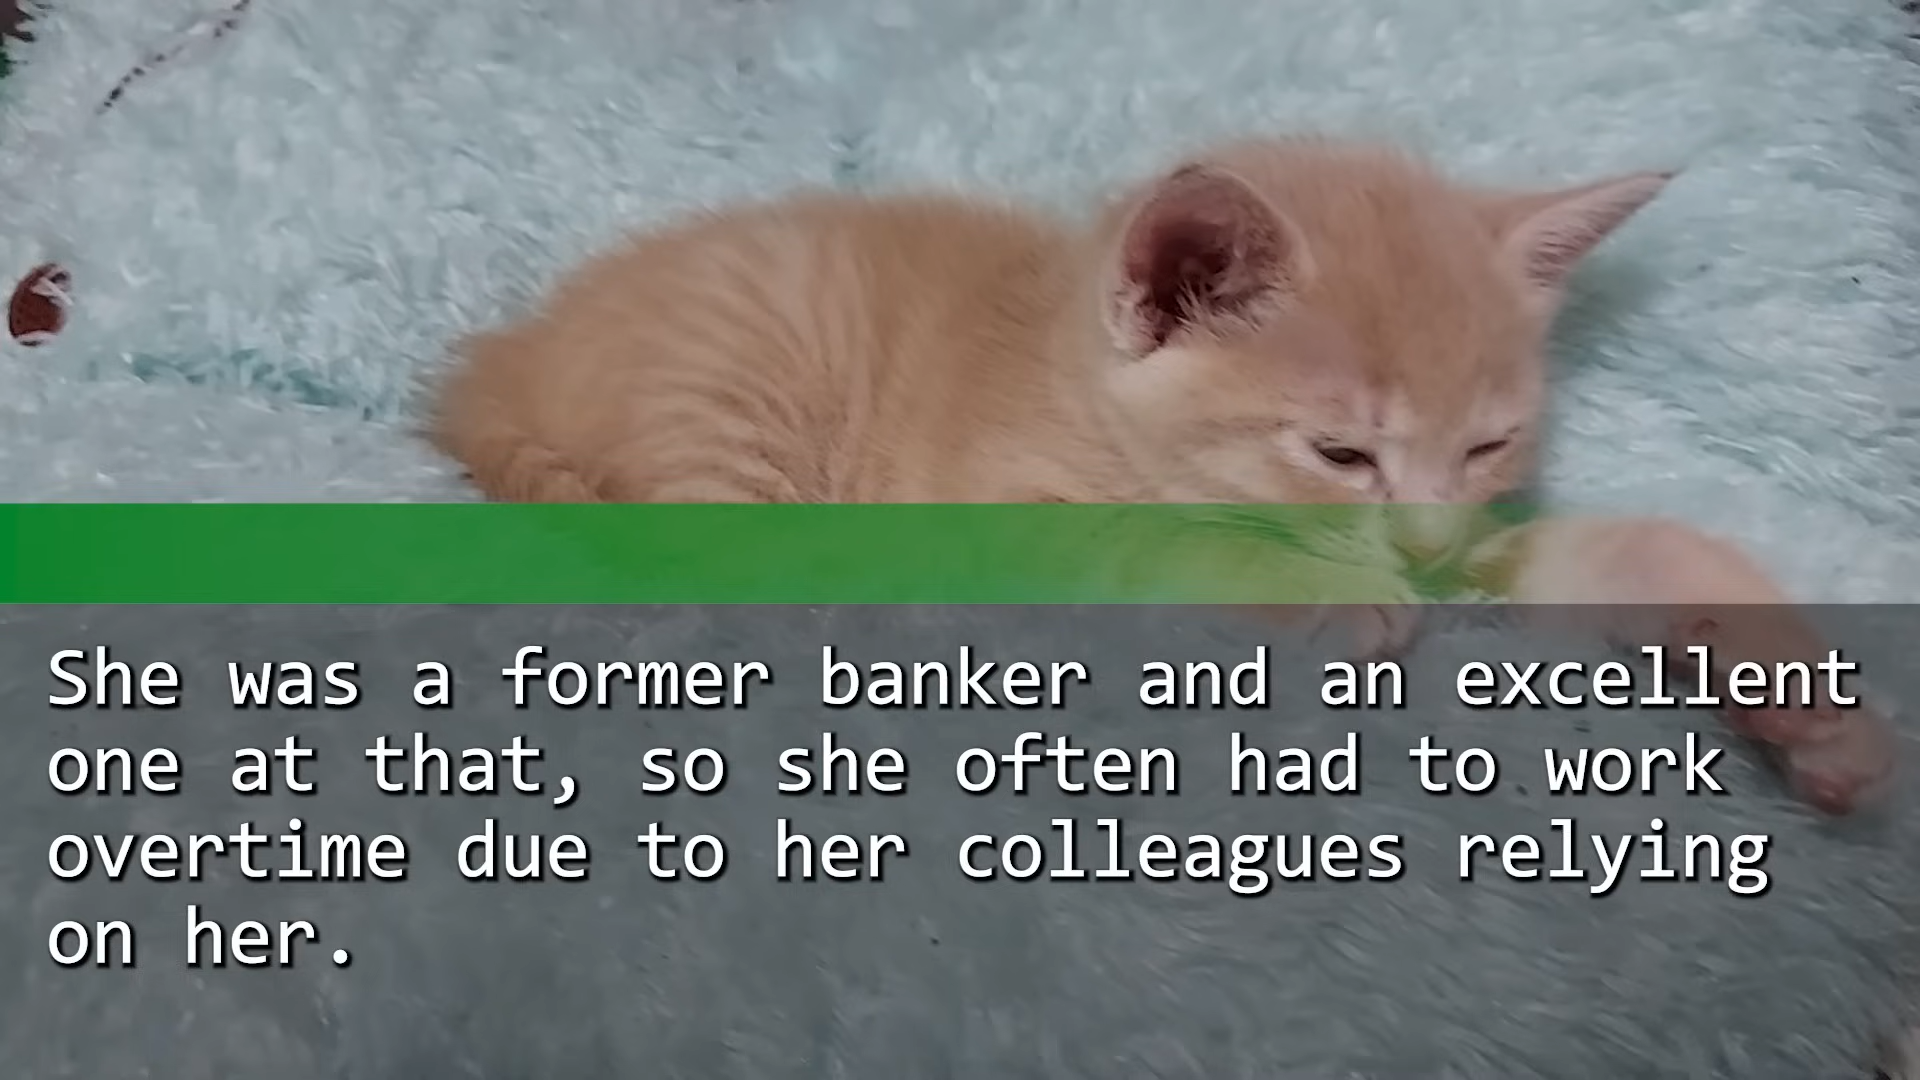 She was a former banker and an excellent
one at that, so she often had to work
overtime due to her colleagues relying
on her.